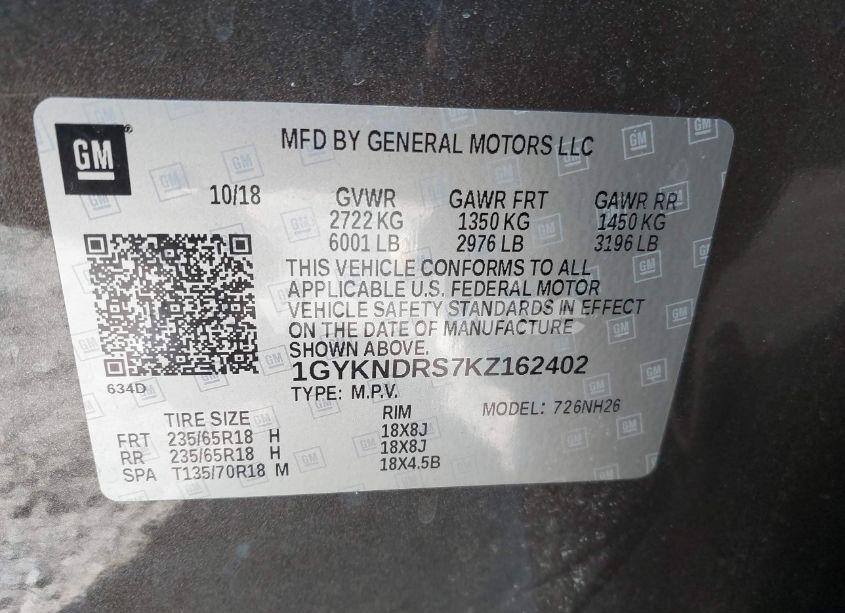 GM
MFD BY GENERAL MOTORS LLC
10/18 GVWR GAWR FRT GAWR RR
2722 KG 1350 KG 1450 KG
6001 LB 2976 LB 3196 LB
THIS VEHICLE CONFORMS TO ALL
APPLICABLE U.S. FEDERAL MOTOR
VEHICLE SAFETY STANDARDS IN EFFECT
ON THE DATE OF MANUFACTURE
SHOWN ABOVE.
634D
1GYKNDRS7KZ162402
TYPE: M.P.V.
MODEL: 726NH26
TIRE SIZE RIM
FRT 235/65R18 H 18X8J
RR 235/65R18 H 18X8J
SPA T135/70R18 M 18X4.5B